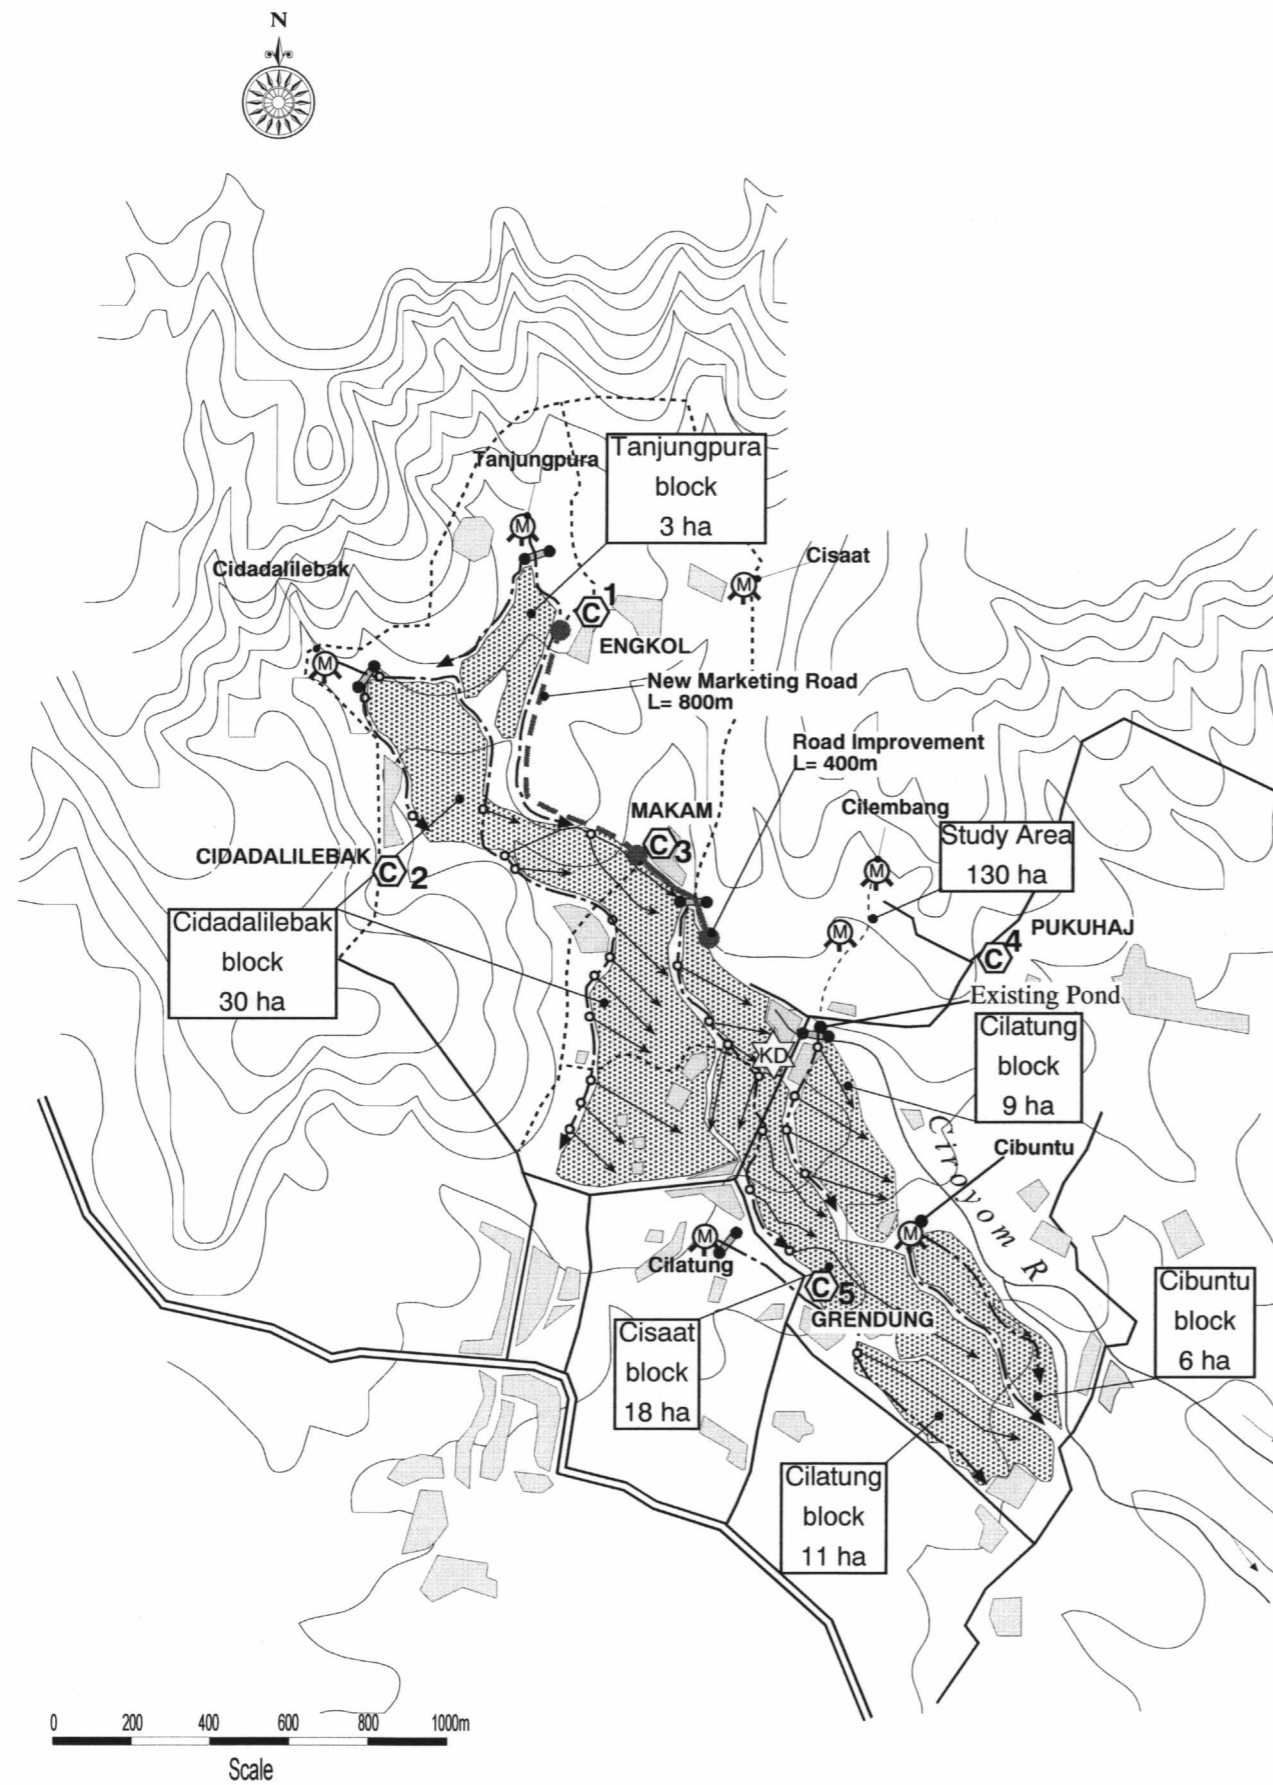 N
Tanjungpura
Tanjungpura
block
3 ha
M
Cidadalilebak
M
Cisaat
C 1
ENGKOL
M
New Marketing Road
L= 800m
Road Improvement
L= 400m
MAKAM
C 3
Cilembang
Study Area
130 ha
CIDADALILEBAK
C 2
M
Cidadalilebak
block
30 ha
M
PUKUHAJ
C 4
Existing Pond
Cilatung
block
9 ha
KD
Ciroyom R
Cibuntu
M
M
Cilatung
C 5
GRENDUNG
Cibuntu
block
6 ha
Cisaat
block
18 ha
Cilatung
block
11 ha
0 200 400 600 800 1000m
Scale